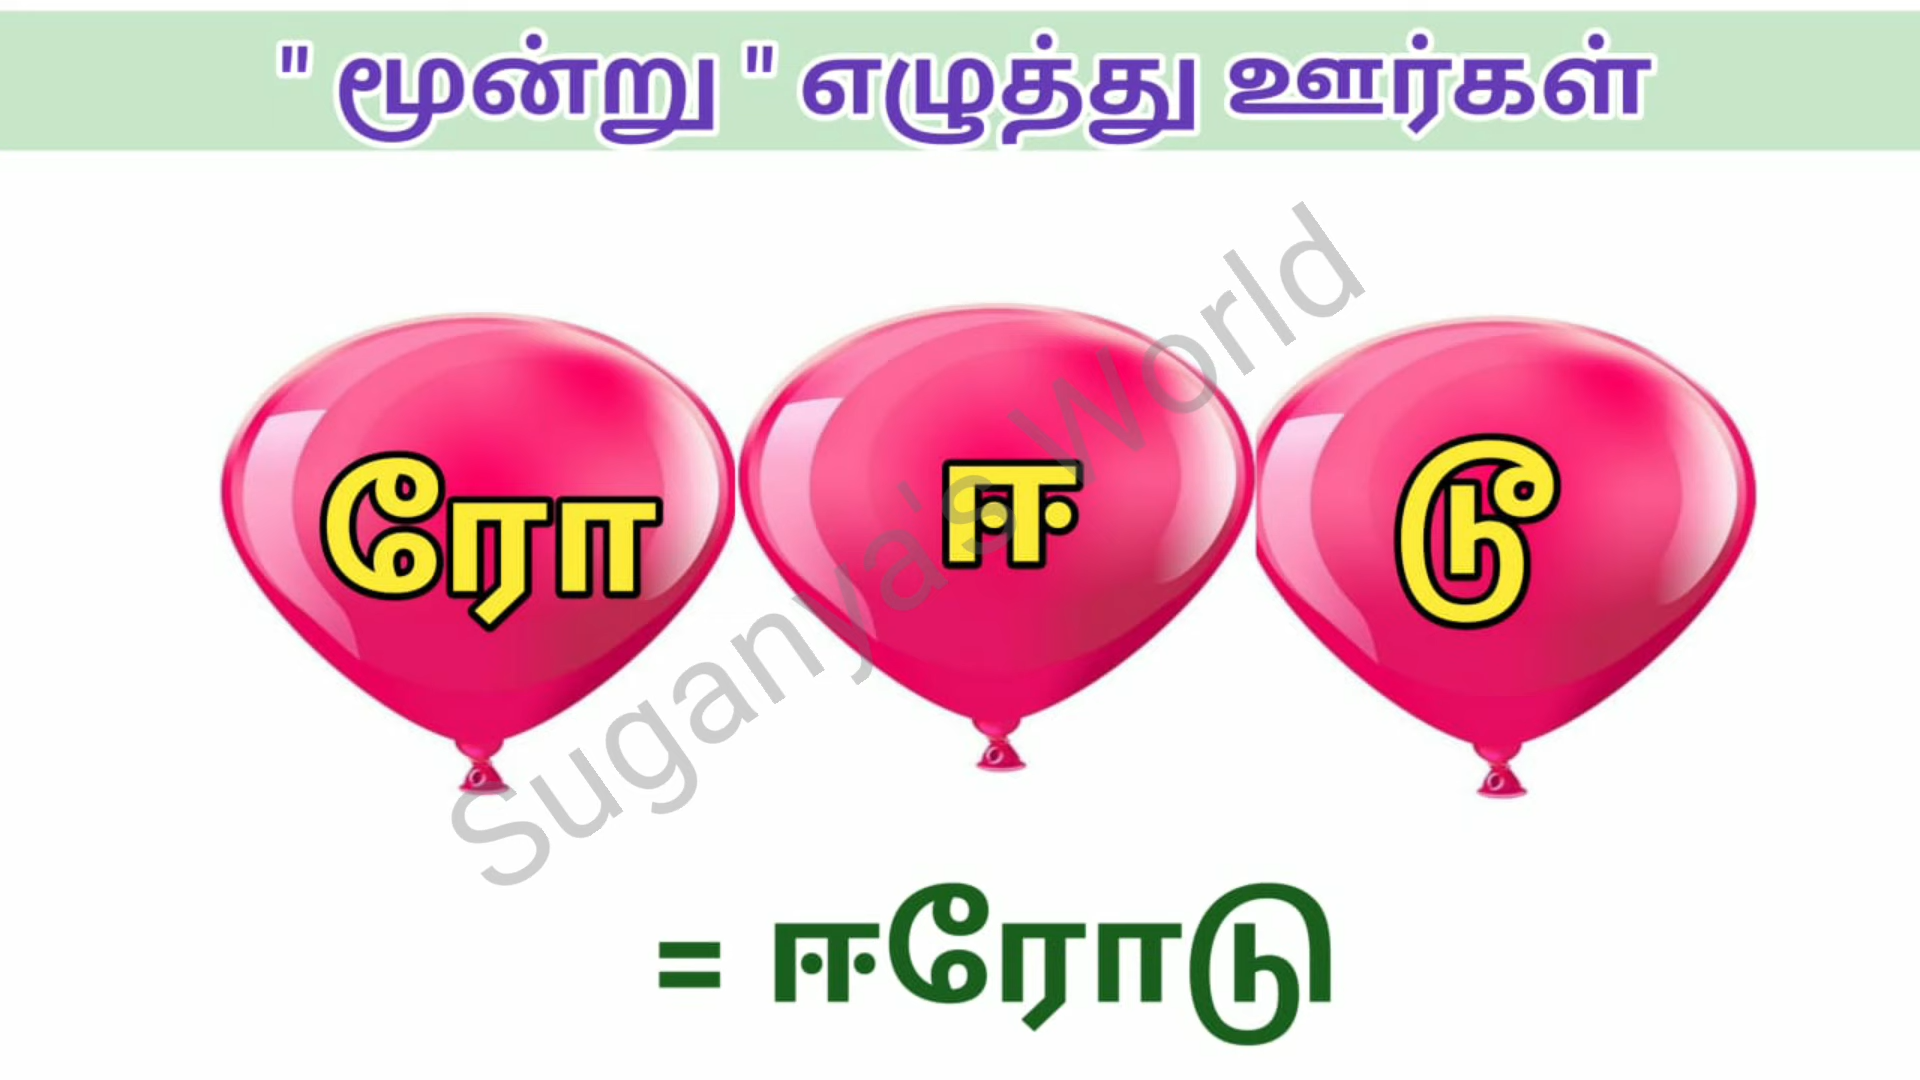 " மூன்று " எழுத்து ஊர்கள்
ரோ ஈ டூ
Suganya's World
= ஈரோடு